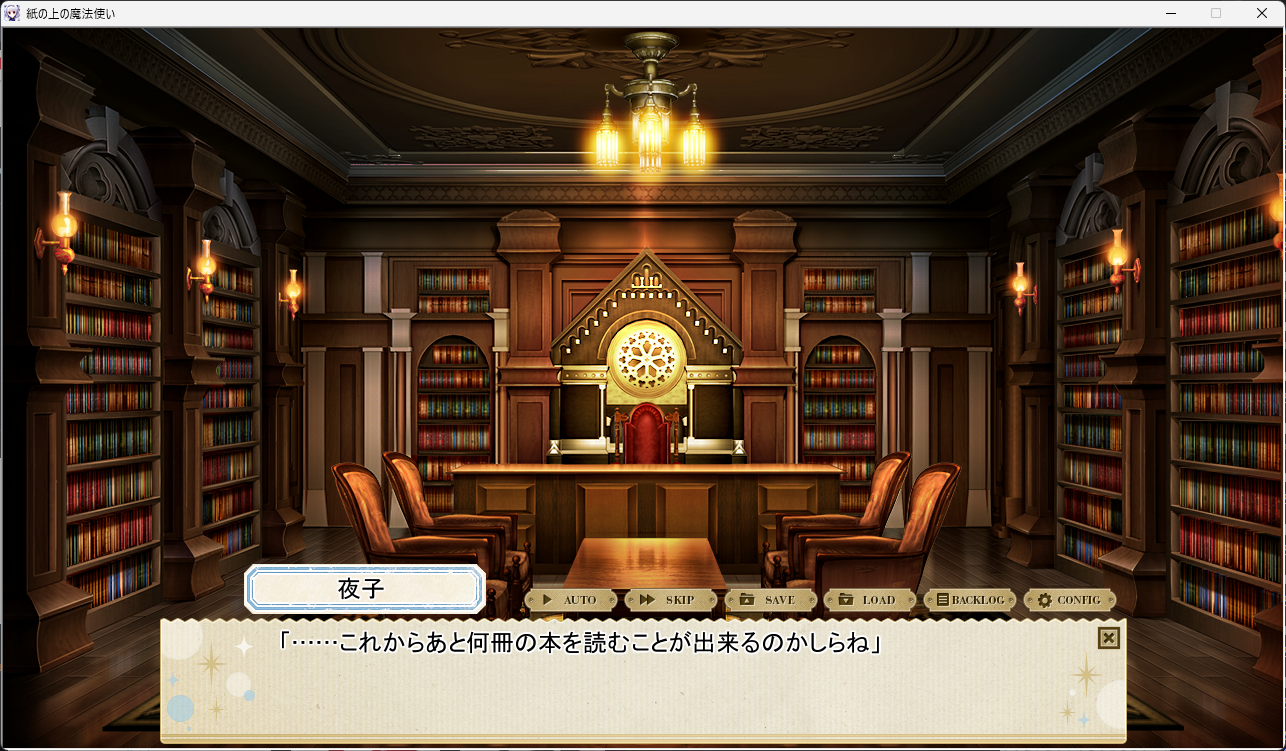 紙の上の魔法使い
夜子
AUTO
SKIP
SAVE
LOAD
BACKLOG
CONFIG
「……これからあと何冊の本を読むことが出来るのかしらね」